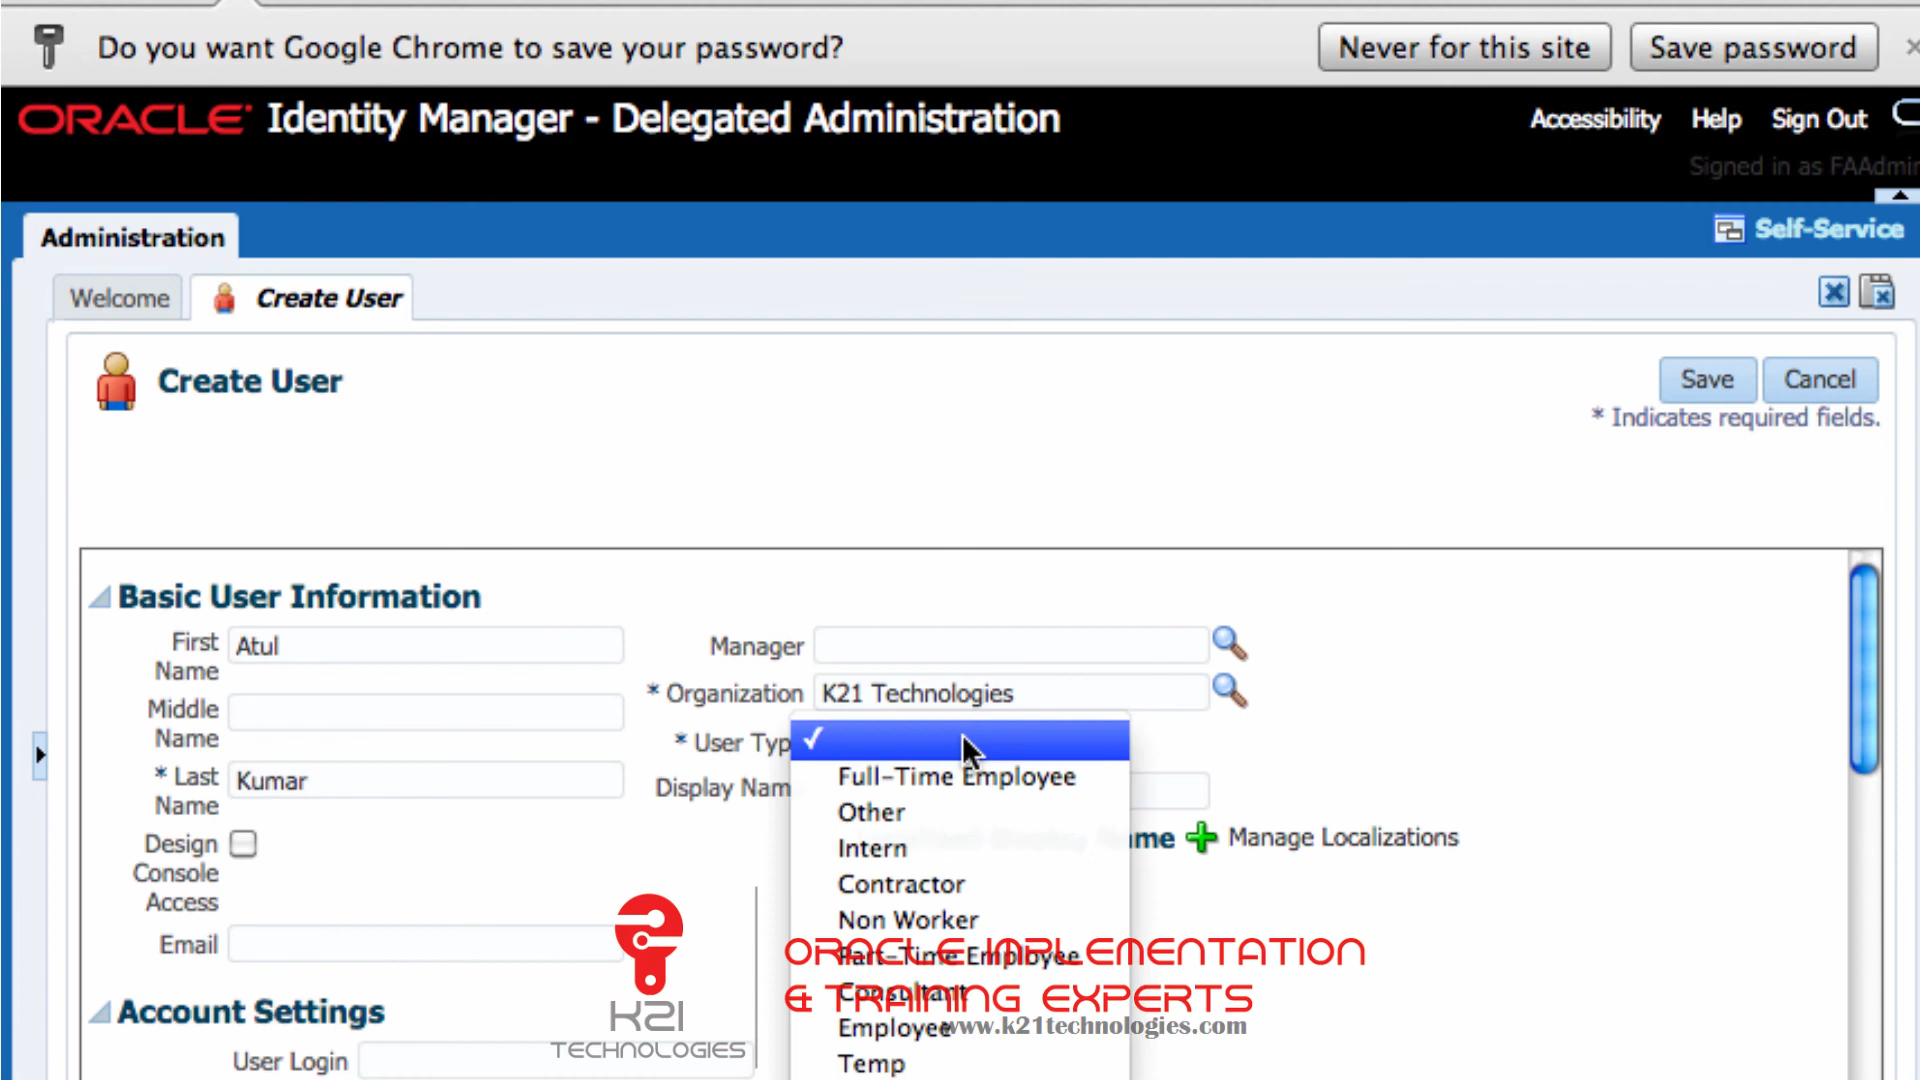 Do you want Google Chrome to save your password?
Never for this site
Save password
ORACLE Identity Manager - Delegated Administration
Accessibility Help Sign Out
Signed in as FAAdmin
Administration
Self-Service
Welcome
Create User
Create User
Save Cancel
* Indicates required fields.
Basic User Information
First Name Atul
Middle Name
* Last Name Kumar
Design Console Access
Email
Manager
* Organization K21 Technologies
* User Typ
Display Nam
Full-Time Employee
Other
Intern
Contractor
Non Worker
Part-Time Employee
Consultant
Employee
Temp
Manage Localizations
Account Settings
User Login
K21
TECHNOLOGIES
ORACLE IMPLEMENTATION
& TRAINING EXPERTS
www.k21technologies.com